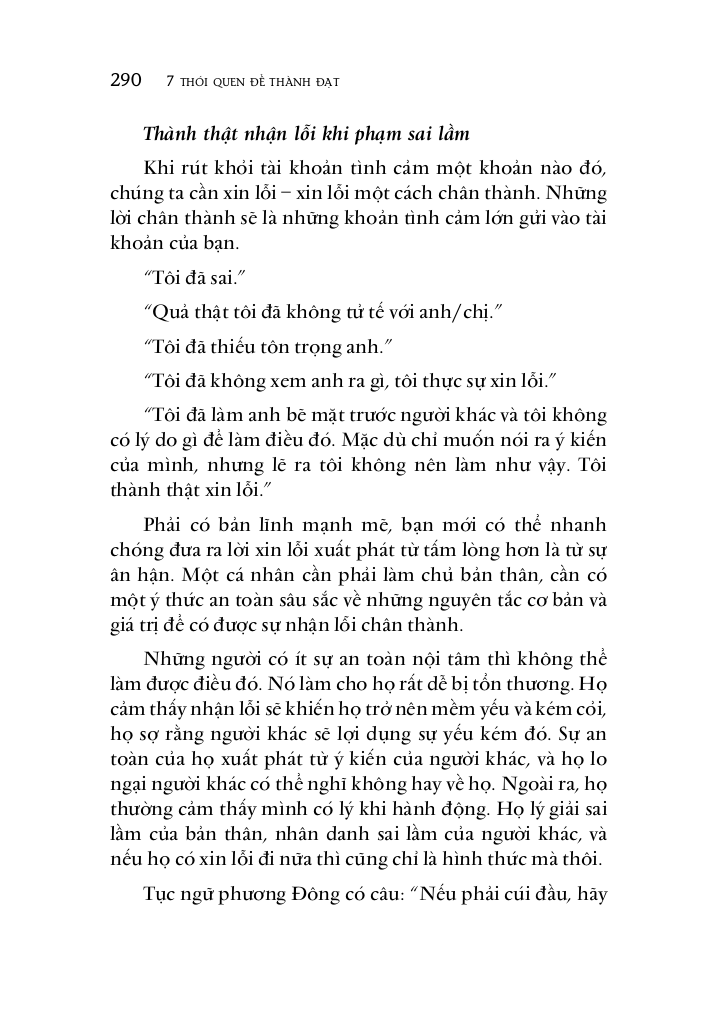 290 7 THÓI QUEN ĐỂ THÀNH ĐẠT
Thành thật nhận lỗi khi phạm sai lầm
Khi rút khỏi tài khoản tình cảm một khoản nào đó,
chúng ta cần xin lỗi – xin lỗi một cách chân thành. Những
lời chân thành sẽ là những khoản tình cảm lớn gửi vào tài
khoản của bạn.
“Tôi đã sai.”
“Quả thật tôi đã không tử tế với anh/chị.”
“Tôi đã thiếu tôn trọng anh.”
“Tôi đã không xem anh ra gì, tôi thực sự xin lỗi.”
“Tôi đã làm anh bẽ mặt trước người khác và tôi không
có lý do gì để làm điều đó. Mặc dù chỉ muốn nói ra ý kiến
của mình, nhưng lẽ ra tôi không nên làm như vậy. Tôi
thành thật xin lỗi.”
Phải có bản lĩnh mạnh mẽ, bạn mới có thể nhanh
chóng đưa ra lời xin lỗi xuất phát từ tấm lòng hơn là từ sự
ân hận. Một cá nhân cần phải làm chủ bản thân, cần có
một ý thức an toàn sâu sắc về những nguyên tắc cơ bản và
giá trị để có được sự nhận lỗi chân thành.
Những người có ít sự an toàn nội tâm thì không thể
làm được điều đó. Nó làm cho họ rất dễ bị tổn thương. Họ
cảm thấy nhận lỗi sẽ khiến họ trở nên mềm yếu và kém cỏi,
họ sợ rằng người khác sẽ lợi dụng sự yếu kém đó. Sự an
toàn của họ xuất phát từ ý kiến của người khác, và họ lo
ngại người khác có thể nghĩ không hay về họ. Ngoài ra, họ
thường cảm thấy mình có lý khi hành động. Họ lý giải sai
lầm của bản thân, nhân danh sai lầm của người khác, và
nếu họ có xin lỗi đi nữa thì cũng chỉ là hình thức mà thôi.
Tục ngữ phương Đông có câu: “Nếu phải cúi đầu, hãy